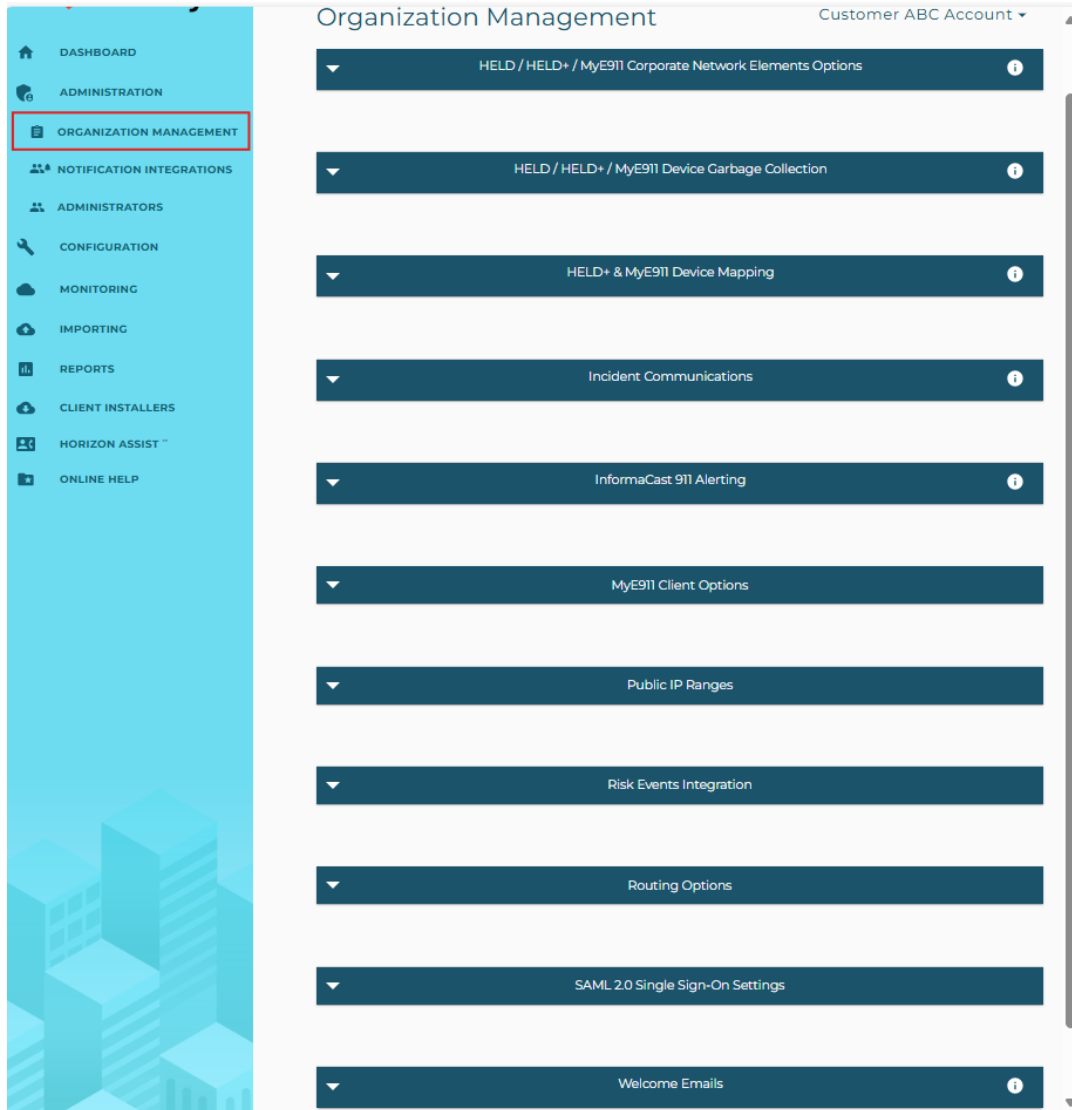 Organization Management
Customer ABC Account
DASHBOARD
ADMINISTRATION
ORGANIZATION MANAGEMENT
NOTIFICATION INTEGRATIONS
ADMINISTRATORS
CONFIGURATION
MONITORING
IMPORTING
REPORTS
CLIENT INSTALLERS
HORIZON ASSIST
ONLINE HELP
HELD / HELD+ / MyE911 Corporate Network Elements Options
HELD / HELD+ / MyE911 Device Garbage Collection
HELD+ & MyE911 Device Mapping
Incident Communications
InformaCast 911 Alerting
MyE911 Client Options
Public IP Ranges
Risk Events Integration
Routing Options
SAML 2.0 Single Sign-On Settings
Welcome Emails